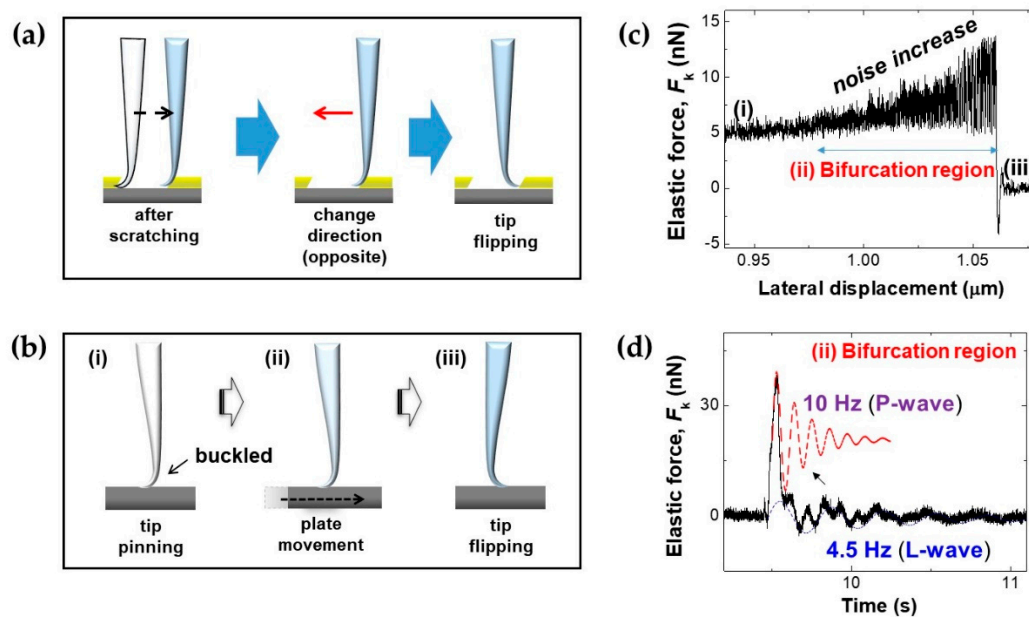 (a)
after
scratching
change
direction
(opposite)
tip
flipping
(b)
(i)
(ii)
(iii)
buckled
tip
pinning
plate
movement
tip
flipping
(c)
Elastic force, Fk (nN)
15
10
5
0
-5
noise increase
(i)
(ii) Bifurcation region
(iii
0.95
1.00
1.05
Lateral displacement (μm)
(d)
Elastic force, Fk (nN)
30
0
(ii) Bifurcation region
10 Hz (P-wave)
4.5 Hz (L-wave)
10
11
Time (s)